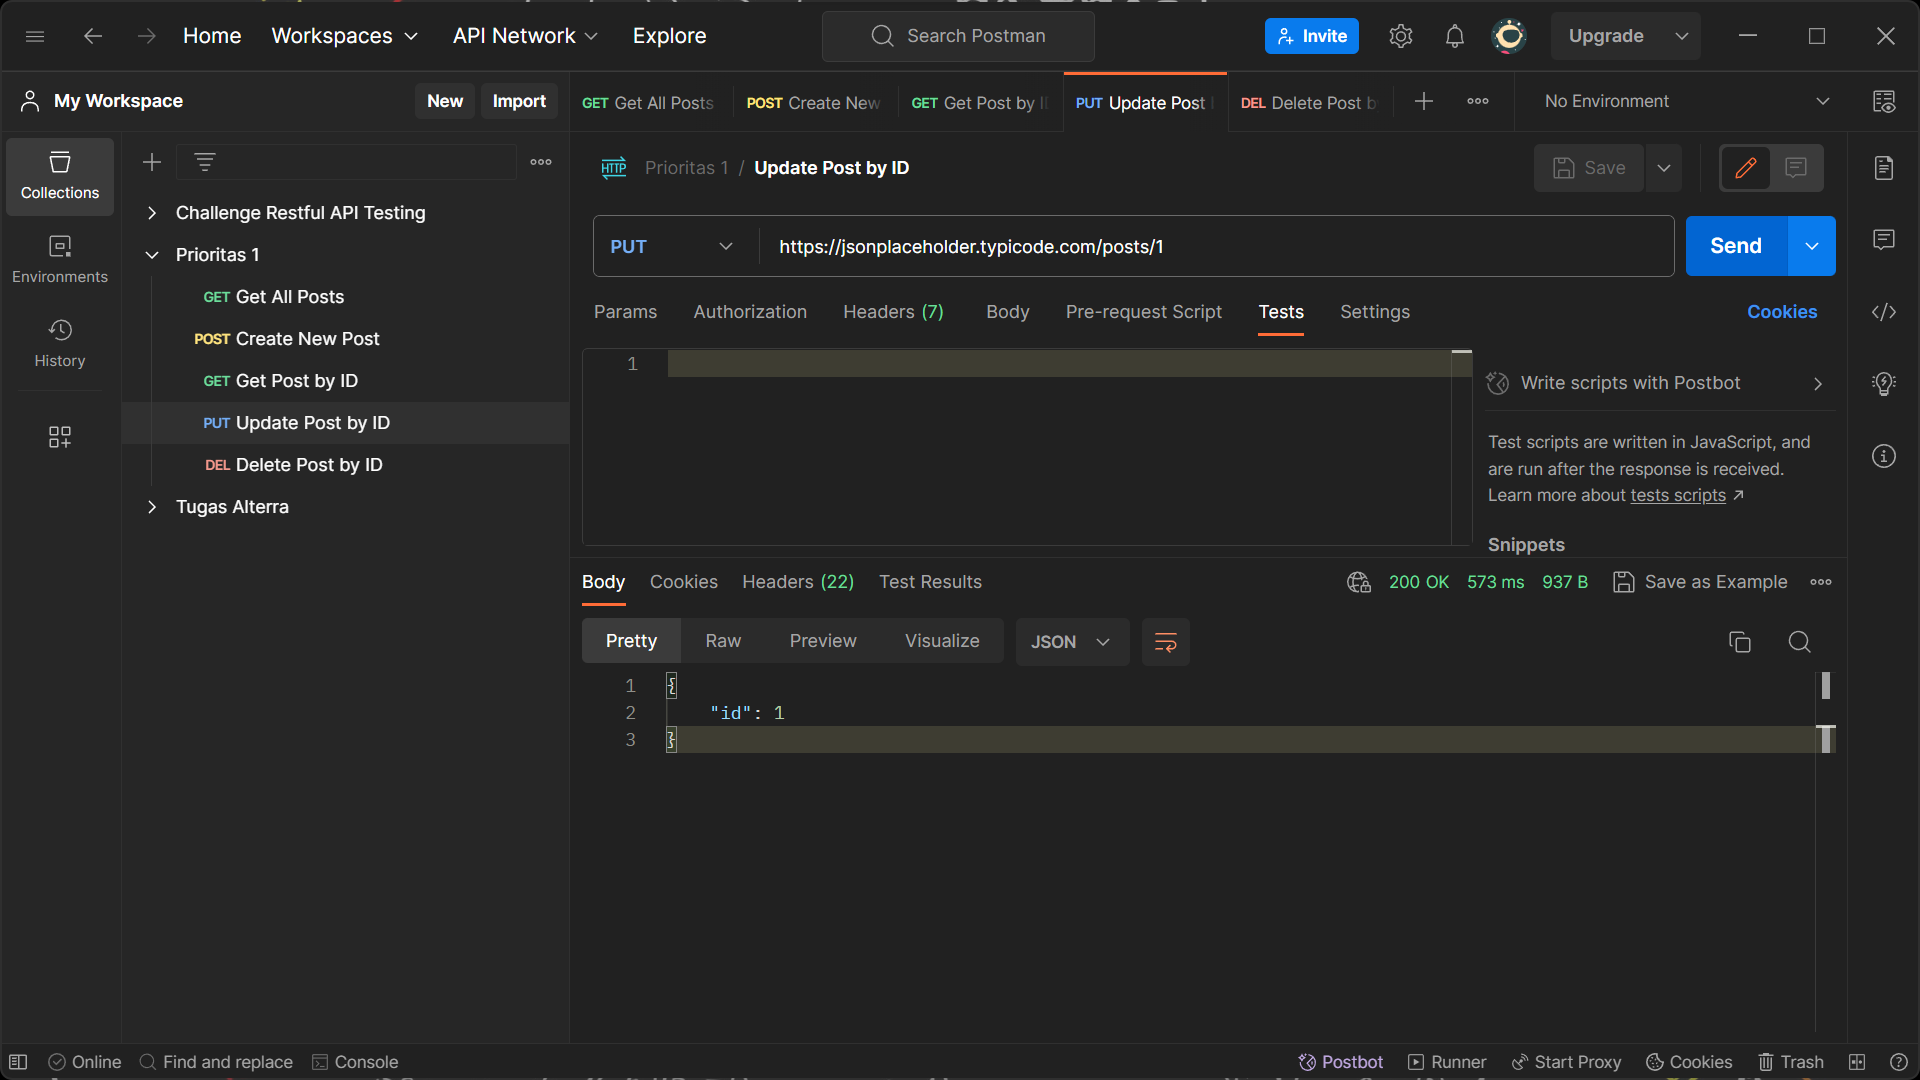 Home Workspaces API Network Explore Search Postman Invite Upgrade
My Workspace New Import
GET Get All Posts POST Create New GET Get Post by I PUT Update Post DEL Delete Post b No Environment
Collections
Environments
History
Challenge Restful API Testing
Prioritas 1
GET Get All Posts
POST Create New Post
GET Get Post by ID
PUT Update Post by ID
DEL Delete Post by ID
Tugas Alterra
HTTP Prioritas 1 / Update Post by ID Save
PUT https://jsonplaceholder.typicode.com/posts/1 Send
Params Authorization Headers (7) Body Pre-request Script Tests Settings Cookies
1
Write scripts with Postbot
Test scripts are written in JavaScript, and
are run after the response is received.
Learn more about tests scripts ↗
Snippets
Body Cookies Headers (22) Test Results 200 OK 573 ms 937 B Save as Example
Pretty Raw Preview Visualize JSON
1 {
2 "id": 1
3 }
Online Find and replace Console Postbot Runner Start Proxy Cookies Trash